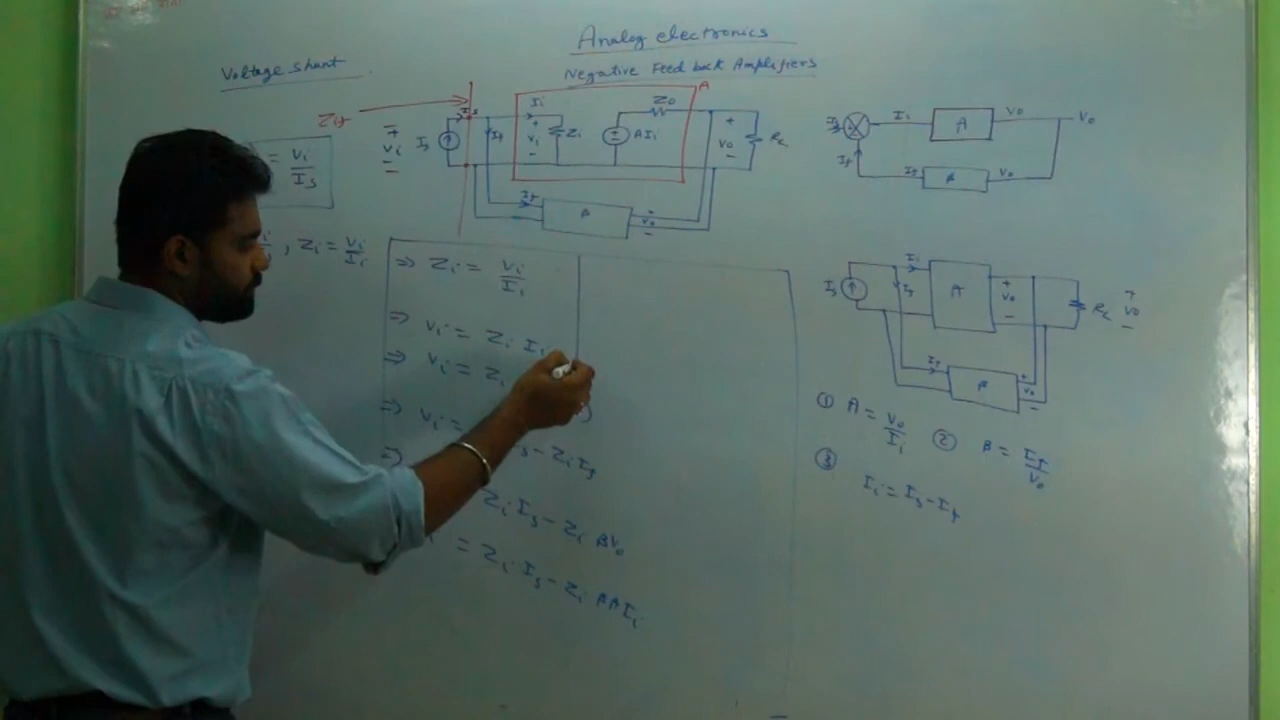 Analog electronics
Negative Feed back Amplifiers
Voltage Shunt
Zif
= Vi/Is
, Zi = Vi/Ii
+ Vi -
Is
Is
If
Ii
+ Vi -
Zi
AIi
Zo
A
+ Vo -
RL
If
β
+ Vo -
⇒ Zi = Vi/Ii
⇒ Vi = Zi Ii
⇒ Vi = Zi
⇒ Vi =
⇒
- Zi If
Zi Is - Zi βVo
= Zi Is - Zi βAIi
Is
Ii
A
Vo
Vo
If
If
β
Vo
Is
Ii
If
A
+ Vo -
RL
+ Vo -
If
β
+ Vo -
① A = Vo/Ii ② β = If/Vo
③ Ii = Is - If